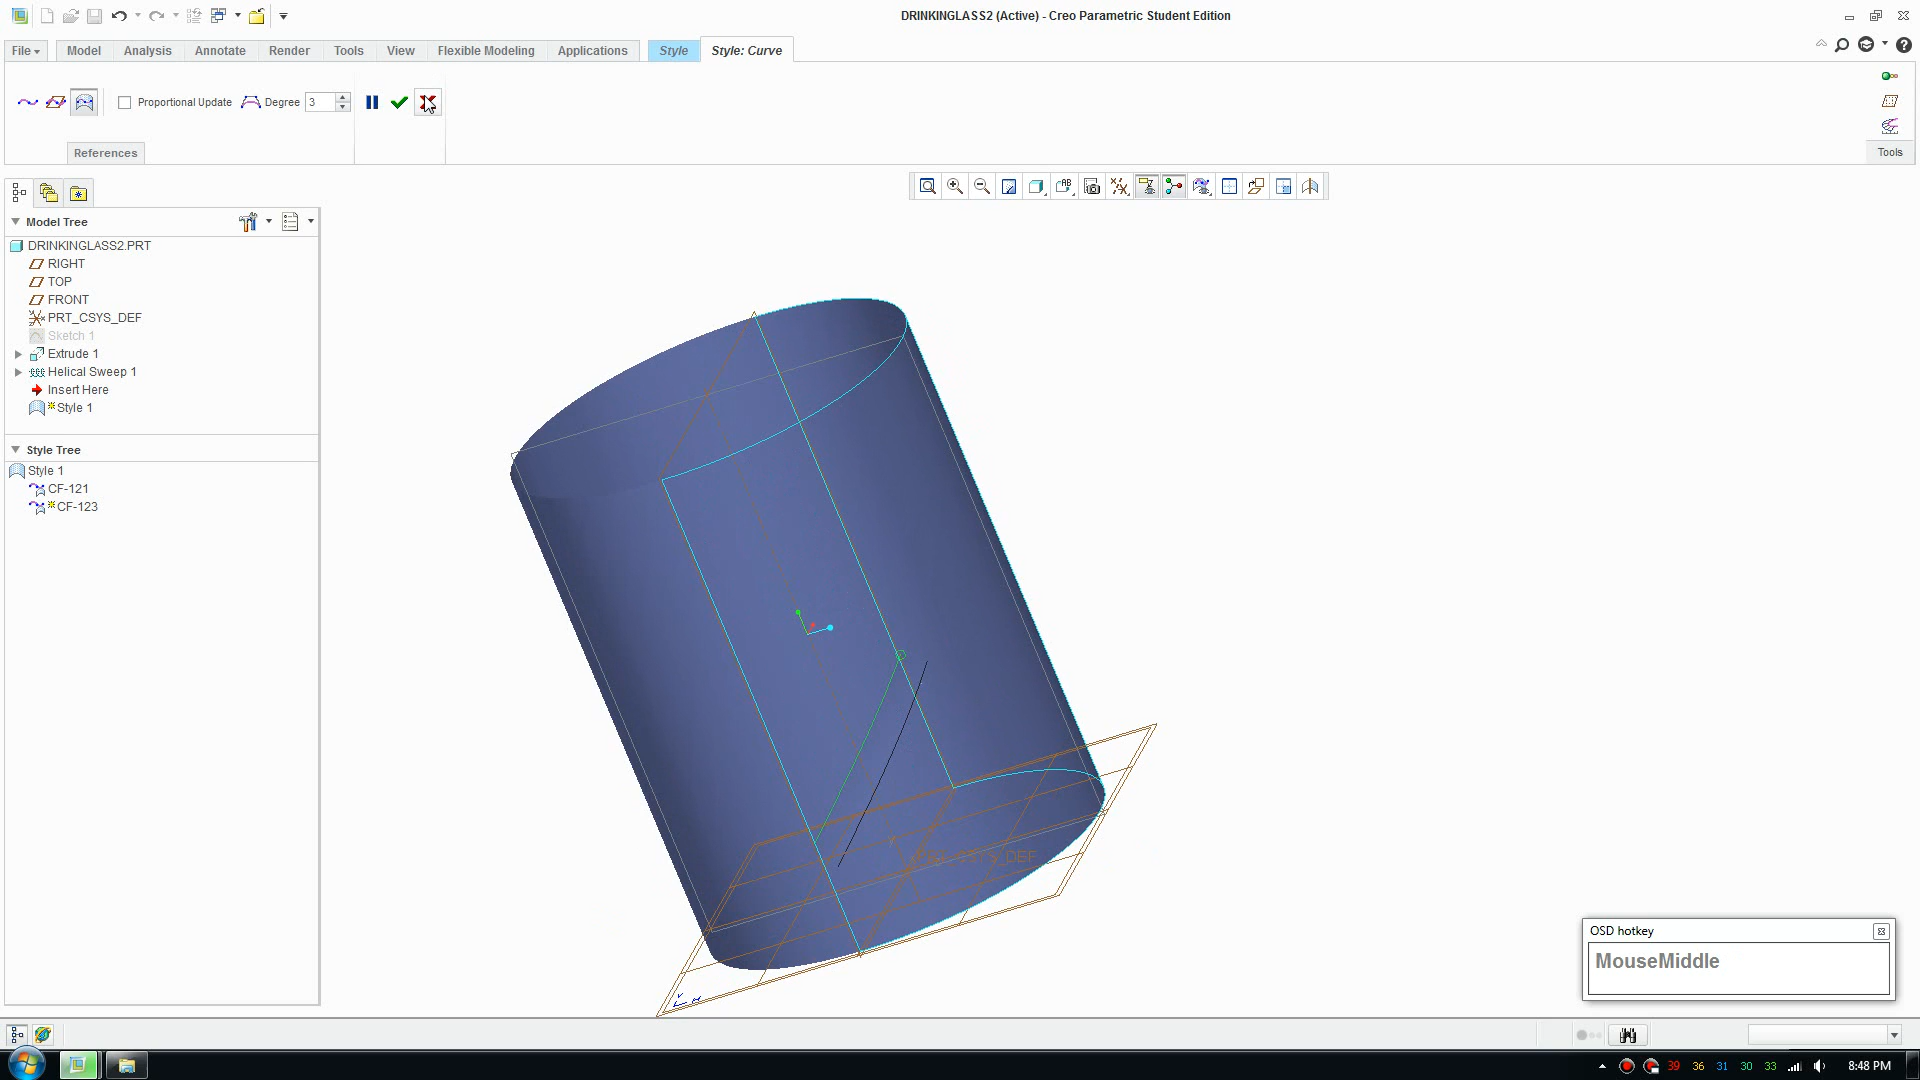 DRINKINGLASS2 (Active) - Creo Parametric Student Edition
File
Model
Analysis
Annotate
Render
Tools
View
Flexible Modeling
Applications
Style
Style: Curve
Proportional Update
Degree
3
References
Tools
Model Tree
DRINKINGLASS2.PRT
RIGHT
TOP
FRONT
PRT_CSYS_DEF
Sketch 1
Extrude 1
Helical Sweep 1
Insert Here
Style 1
Style Tree
Style 1
CF-121
CF-123
PRT_CSYS_DEF
OSD hotkey
MouseMiddle
39 36 31 30 33
8:48 PM